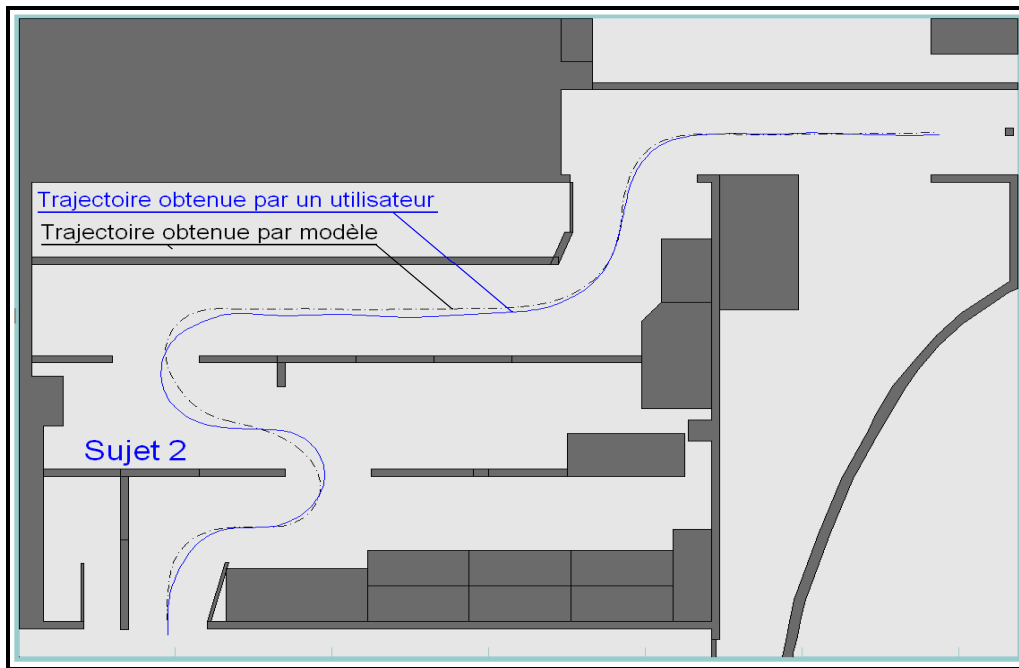 Trajectoire obtenue par un utilisateur
Trajectoire obtenue par modèle
Sujet 2